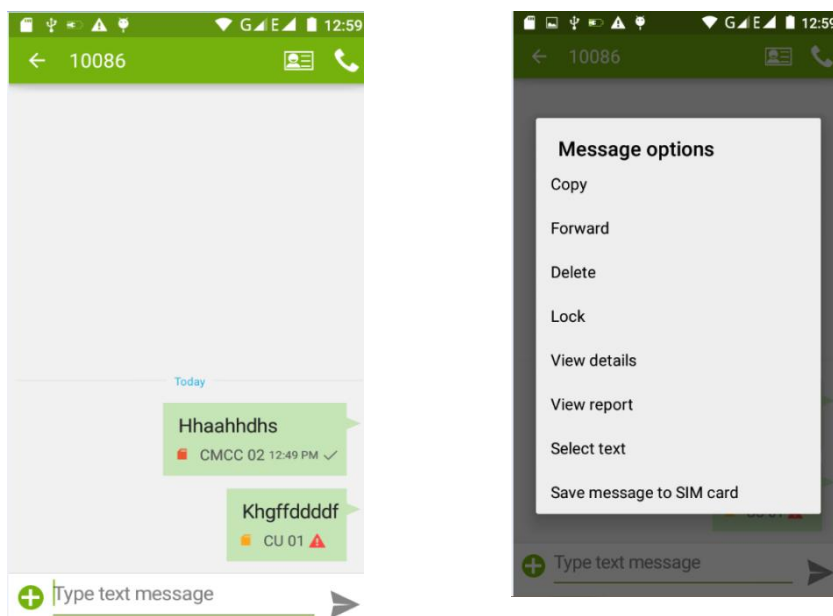 G E 12:59
10086
Today
Hhaahhdhs
CMCC 02 12:49 PM
Khgffddddf
CU 01
Type text message
G E 12:59
10086
Message options
Copy
Forward
Delete
Lock
View details
View report
Select text
Save message to SIM card
CU 01
Type text message